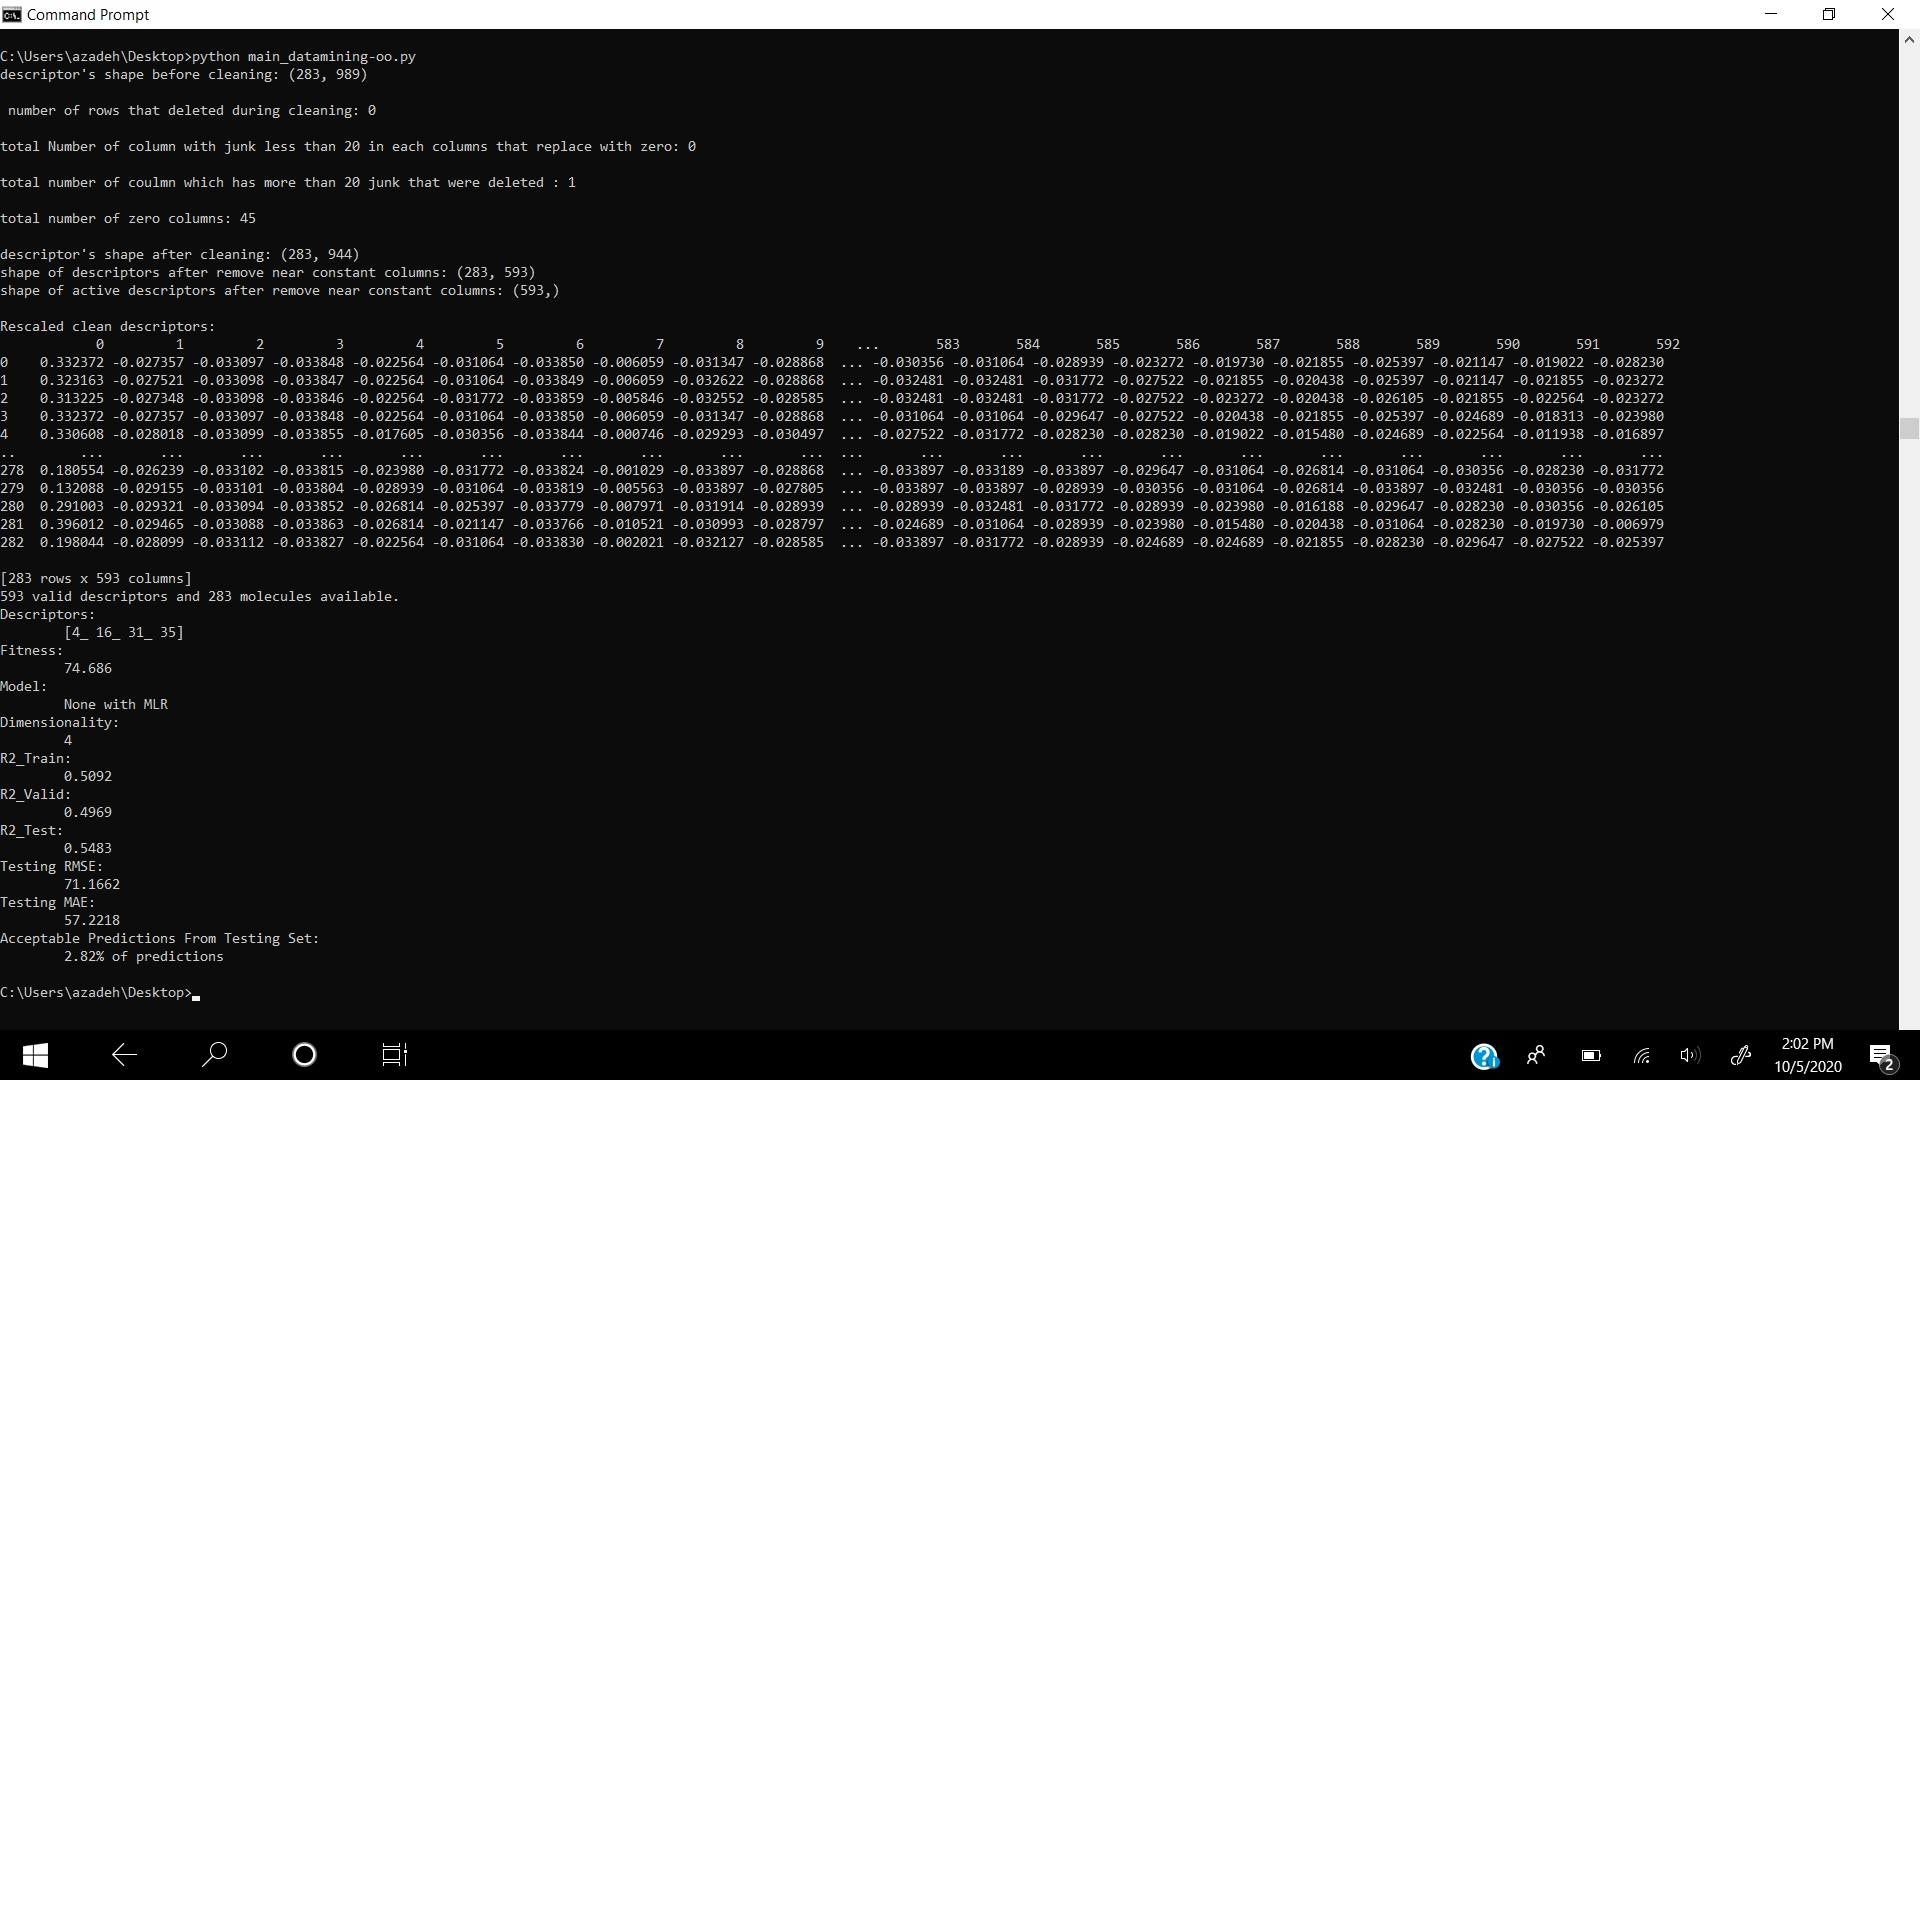 Command Prompt
C:\Users\azadeh\Desktop>python main_datamining-oo.py
descriptor's shape before cleaning: (283, 989)
number of rows that deleted during cleaning: 0
total Number of column with junk less than 20 in each columns that replace with zero: 0
total number of coulmn which has more than 20 junk that were deleted : 1
total number of zero columns: 45
descriptor's shape after cleaning: (283, 944)
shape of descriptors after remove near constant columns: (283, 593)
shape of active descriptors after remove near constant columns: (593,)
Rescaled clean descriptors:
0 1 2 3 4 5 6 7 8 9 ... 583 584 585 586 587 588 589 590 591 592
0 0.332372 -0.027357 -0.033097 -0.033848 -0.022564 -0.031064 -0.033850 -0.006059 -0.031347 -0.028868 ... -0.030356 -0.031064 -0.028939 -0.023272 -0.019730 -0.021855 -0.025397 -0.021147 -0.019022 -0.028230
1 0.323163 -0.027521 -0.033098 -0.033847 -0.022564 -0.031064 -0.033849 -0.006059 -0.032622 -0.028868 ... -0.032481 -0.032481 -0.031772 -0.027522 -0.021855 -0.020438 -0.025397 -0.021147 -0.021855 -0.023272
2 0.313225 -0.027348 -0.033098 -0.033846 -0.022564 -0.031772 -0.033859 -0.005846 -0.032552 -0.028585 ... -0.032481 -0.032481 -0.031772 -0.027522 -0.023272 -0.020438 -0.026105 -0.021855 -0.022564 -0.023272
3 0.332372 -0.027357 -0.033097 -0.033848 -0.022564 -0.031064 -0.033850 -0.006059 -0.031347 -0.028868 ... -0.031064 -0.031064 -0.029647 -0.027522 -0.020438 -0.021855 -0.025397 -0.024689 -0.018313 -0.023980
4 0.330608 -0.028018 -0.033099 -0.033855 -0.017605 -0.030356 -0.033844 -0.000746 -0.029293 -0.030497 ... -0.027522 -0.031772 -0.028230 -0.028230 -0.019022 -0.015480 -0.024689 -0.022564 -0.011938 -0.016897
.. ... ... ... ... ... ... ... ... ... ... ... ... ... ... ... ... ... ... ... ... ...
278 0.180554 -0.026239 -0.033102 -0.033815 -0.023980 -0.031772 -0.033824 -0.001029 -0.033897 -0.028868 ... -0.033897 -0.033189 -0.033897 -0.029647 -0.031064 -0.026814 -0.031064 -0.030356 -0.028230 -0.031772
279 0.132088 -0.029155 -0.033101 -0.033804 -0.028939 -0.031064 -0.033819 -0.005563 -0.033897 -0.027805 ... -0.033897 -0.033897 -0.028939 -0.030356 -0.031064 -0.026814 -0.033897 -0.032481 -0.030356 -0.030356
280 0.291003 -0.029321 -0.033094 -0.033852 -0.026814 -0.025397 -0.033779 -0.007971 -0.031914 -0.028939 ... -0.028939 -0.032481 -0.031772 -0.028939 -0.023980 -0.016188 -0.029647 -0.028230 -0.030356 -0.026105
281 0.396012 -0.029465 -0.033088 -0.033863 -0.026814 -0.021147 -0.033766 -0.010521 -0.030993 -0.028797 ... -0.024689 -0.031064 -0.028939 -0.023980 -0.015480 -0.020438 -0.031064 -0.028230 -0.019730 -0.006979
282 0.198044 -0.028099 -0.033112 -0.033827 -0.022564 -0.031064 -0.033830 -0.002021 -0.032127 -0.028585 ... -0.033897 -0.031772 -0.028939 -0.024689 -0.024689 -0.021855 -0.028230 -0.029647 -0.027522 -0.025397
[283 rows x 593 columns]
593 valid descriptors and 283 molecules available.
Descriptors:
[4_ 16_ 31_ 35]
Fitness:
74.686
Model:
None with MLR
Dimensionality:
4
R2_Train:
0.5092
R2_Valid:
0.4969
R2_Test:
0.5483
Testing RMSE:
71.1662
Testing MAE:
57.2218
Acceptable Predictions From Testing Set:
2.82% of predictions
C:\Users\azadeh\Desktop>
2:02 PM
10/5/2020
2